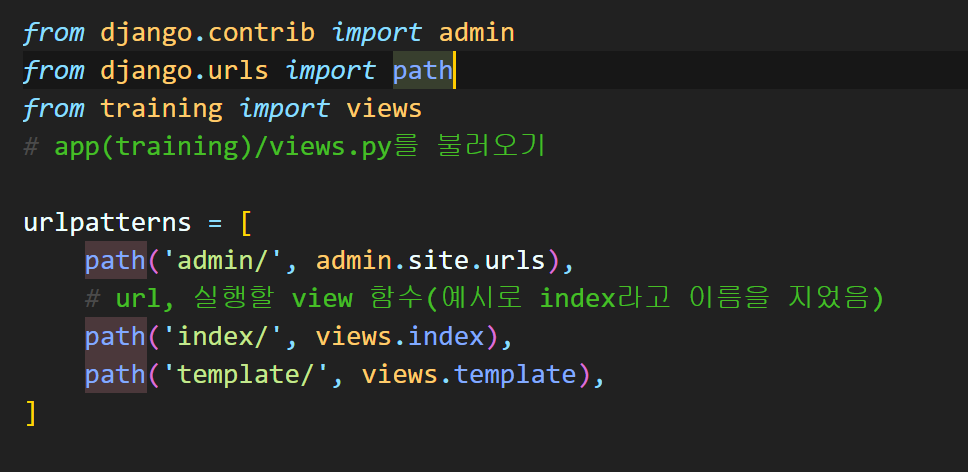 from django.contrib import admin
from django.urls import path
from training import views
# app(training)/views.py를 불러오기
urlpatterns = [
    path('admin/', admin.site.urls),
    # url, 실행할 view 함수(예시로 index라고 이름을 지었음)
    path('index/', views.index),
    path('template/', views.template),
]